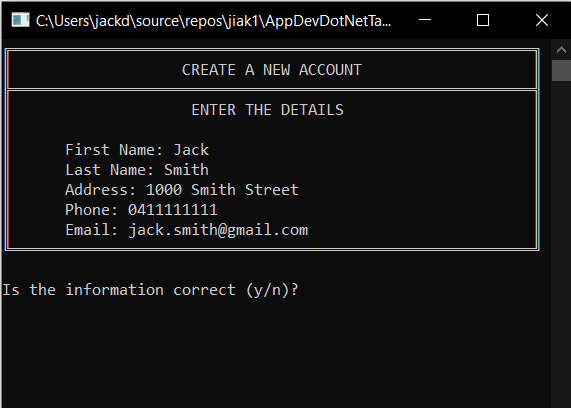 C:\Users\jackd\source\repos\jiak1\AppDevDotNetTa...
CREATE A NEW ACCOUNT
ENTER THE DETAILS
First Name: Jack
Last Name: Smith
Address: 1000 Smith Street
Phone: 0411111111
Email: jack.smith@gmail.com
Is the information correct (y/n)?